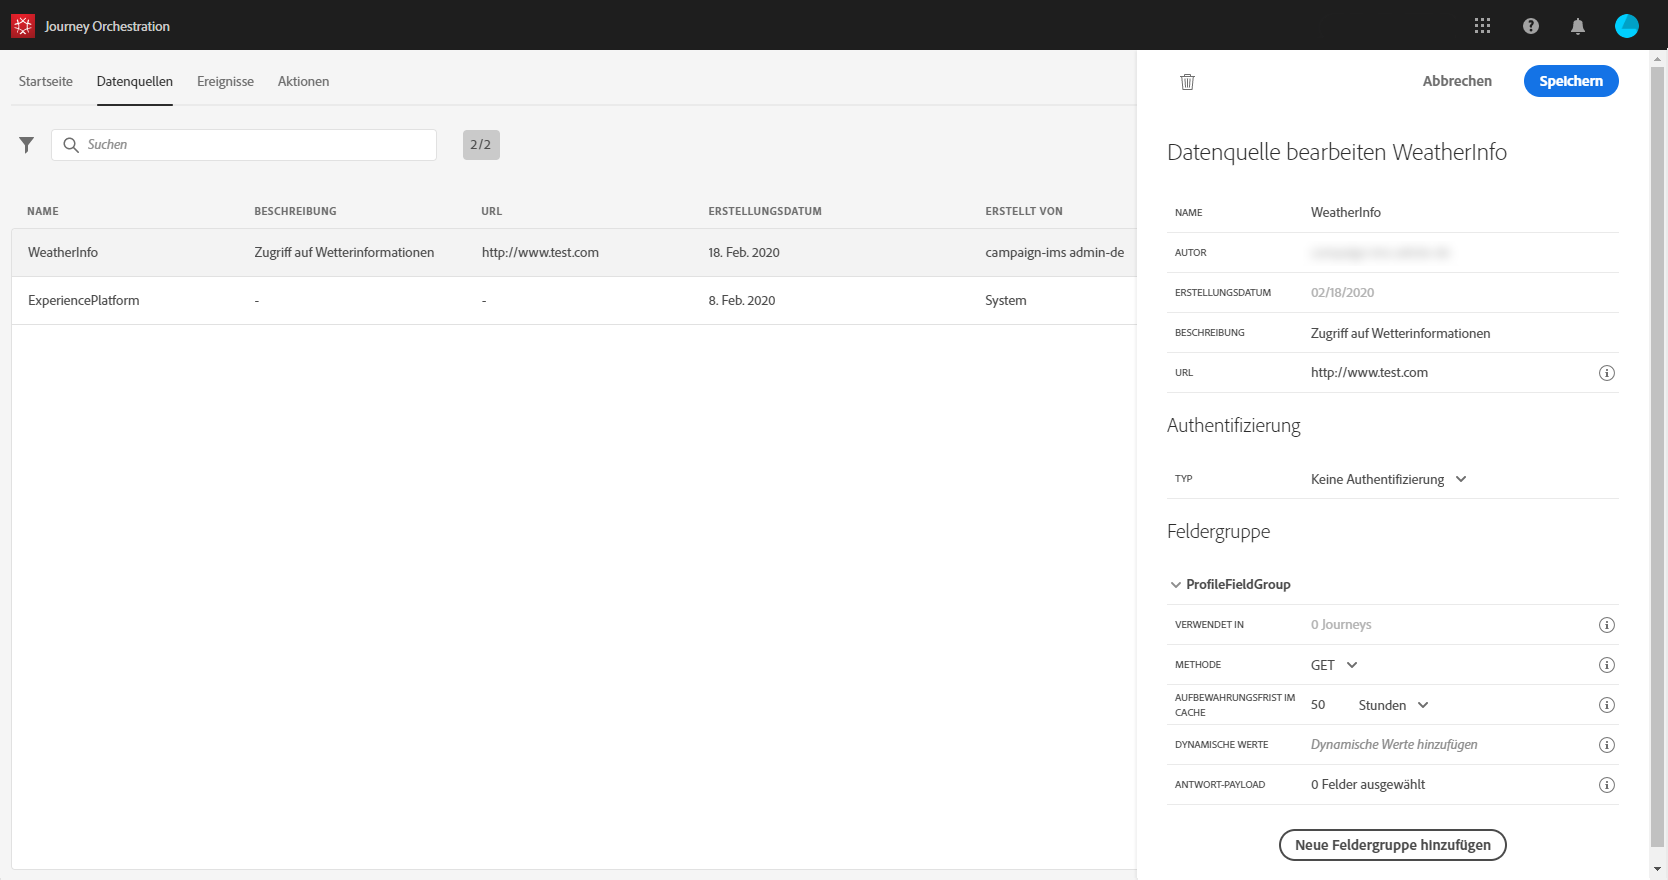 Journey Orchestration
Startseite Datenquellen Ereignisse Aktionen
Suchen 2/2
NAME BESCHREIBUNG URL ERSTELLUNGSDATUM ERSTELLT VON
WeatherInfo Zugriff auf Wetterinformationen http://www.test.com 18. Feb. 2020 campaign-ims admin-de
ExperiencePlatform - - 8. Feb. 2020 System
Abbrechen Speichern
Datenquelle bearbeiten WeatherInfo
NAME WeatherInfo
AUTOR
ERSTELLUNGSDATUM 02/18/2020
BESCHREIBUNG Zugriff auf Wetterinformationen
URL http://www.test.com
Authentifizierung
TYP Keine Authentifizierung
Feldergruppe
ProfileFieldGroup
VERWENDET IN 0 Journeys
METHODE GET
AUFBEWAHRUNGSFRIST IM
CACHE 50 Stunden
DYNAMISCHE WERTE Dynamische Werte hinzufügen
ANTWORT-PAYLOAD 0 Felder ausgewählt
Neue Feldergruppe hinzufügen